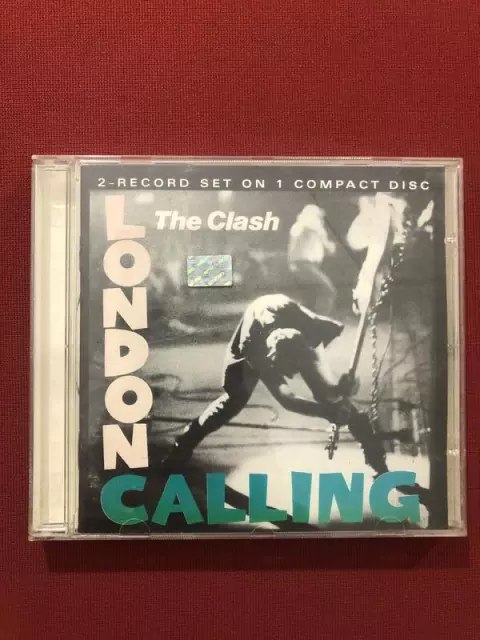 2-RECORD SET ON 1 COMPACT DISC
The Clash
LONDON
CALLING